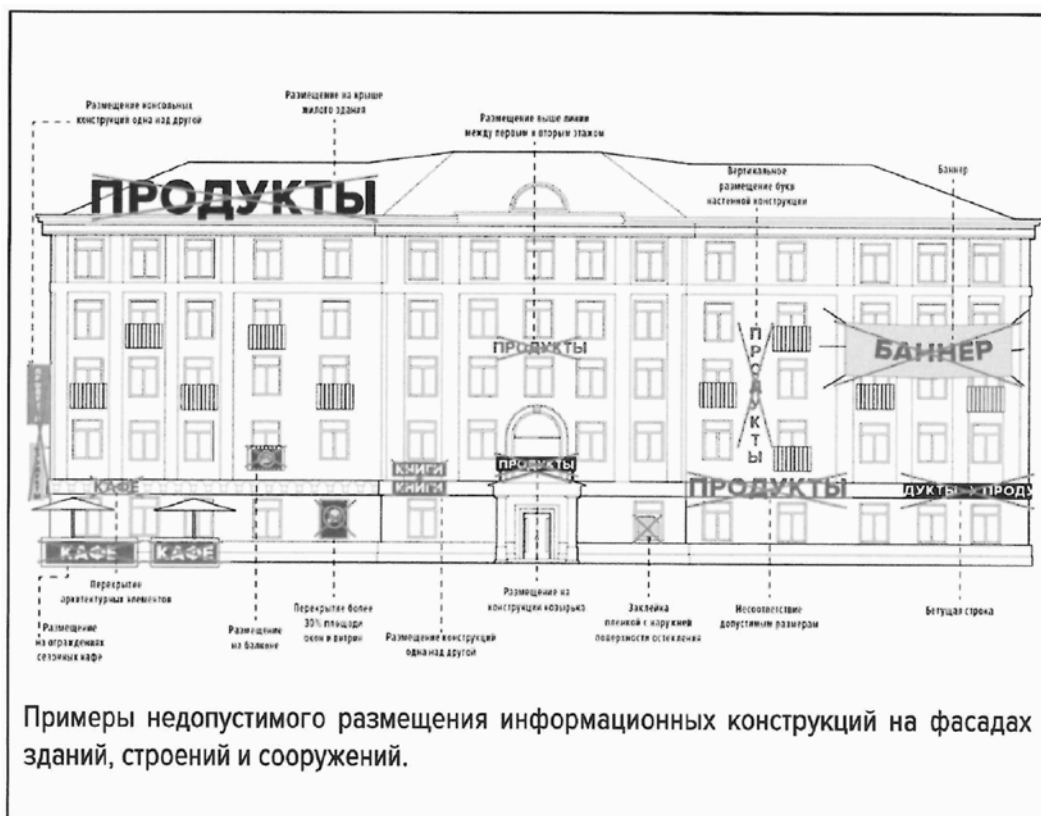 Размещение консольных
конструкций одна над другой
Размещение на крыше
жилого здания
Размещение выше линии
между первым и вторым этажом
Вертикальное
размещение букв
настенной конструкции
Баннер
ПРОДУКТЫ
ПРОДУКТЫ
ПРОДУКТЫ
БАННЕР
КНИГИ
КНИГИ
ПРОДУКТЫ
КАФЕ
ПРОДУКТЫ
ДУКТЫ ПРОДУ
КАФЕ
КАФЕ
Перекрытие
архитектурных элементов
Размещение
на ограждениях
сезонных кафе
Размещение
на балконе
Перекрытие более
30% площади
окон и витрин
Размещение конструкций
одна над другой
Размещение на
конструкции козырька
Заклейка
пленкой с наружней
поверхности остекления
Несоответствие
допустимым размерам
Бегущая строка
Примеры недопустимого размещения информационных конструкций на фасадах
зданий, строений и сооружений.